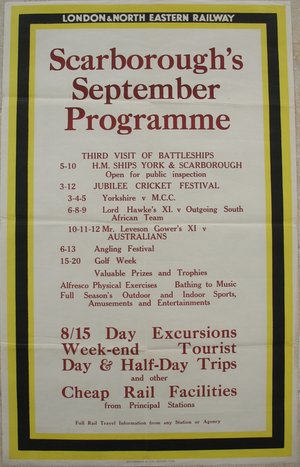 LONDON & NORTH EASTERN RAILWAY
Scarborough's
September
Programme
THIRD VISIT OF BATTLESHIPS
5-10 H.M. SHIPS YORK & SCARBOROUGH
Open for public inspection
3-12 JUBILEE CRICKET FESTIVAL
3-4-5 Yorkshire v M.C.C.
6-8-9 Lord Hawke's XI. v Outgoing South
African Team
10-11-12 Mr. Leveson Gower's XI v
AUSTRALIANS
6-13 Angling Festival
15-20 Golf Week
Valuable Prizes and Trophies
Alfresco Physical Exercises Bathing to Music
Full Season's Outdoor and Indoor Sports,
Amusements and Entertainments
8/15 Day Excursions
Week-end Tourist
Day & Half-Day Trips
and other
Cheap Rail Facilities
from Principal Stations
Full Rail Travel Information from any Station or Agency